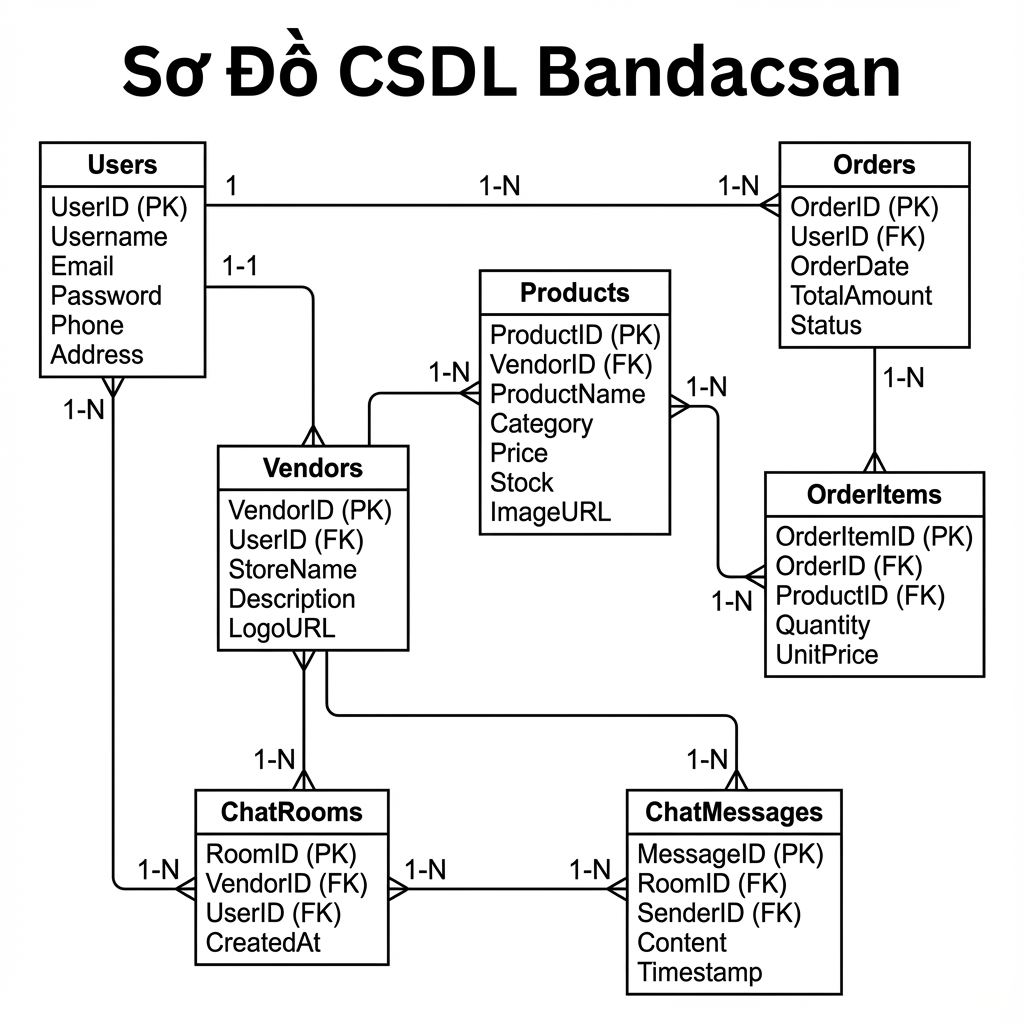 Sơ Đồ CSDL Bandacsan
Users
UserID (PK)
Username
Email
Password
Phone
Address
1
1-N
1-N
Orders
OrderID (PK)
UserID (FK)
OrderDate
TotalAmount
Status
1-1
1-N
1-N
Products
ProductID (PK)
VendorID (FK)
ProductName
Category
Price
Stock
ImageURL
1-N
1-N
1-N
Vendors
VendorID (PK)
UserID (FK)
StoreName
Description
LogoURL
OrderItems
OrderItemID (PK)
OrderID (FK)
ProductID (FK)
Quantity
UnitPrice
1-N
1-N
1-N
ChatRooms
RoomID (PK)
VendorID (FK)
UserID (FK)
CreatedAt
1-N
1-N
ChatMessages
MessageID (PK)
RoomID (FK)
SenderID (FK)
Content
Timestamp